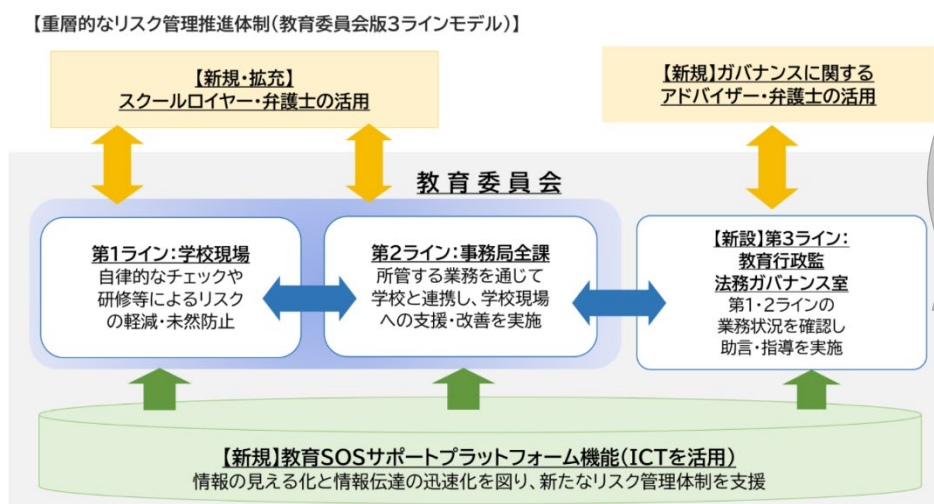 【重層的なリスク管理推進体制(教育委員会版3ラインモデル)】
【新規・拡充】
スクールロイヤー・弁護士の活用
【新規】ガバナンスに関する
アドバイザー・弁護士の活用
教育委員会
第1ライン:学校現場
自律的なチェックや
研修等によるリスク
の軽減・未然防止
第2ライン:事務局全課
所管する業務を通じて
学校と連携し、学校現場
への支援・改善を実施
【新設】第3ライン:
教育行政監
法務ガバナンス室
第1・2ラインの
業務状況を確認し
助言・指導を実施
【新規】教育SOSサポートプラットフォーム機能(ICTを活用)
情報の見える化と情報伝達の迅速化を図り、新たなリスク管理体制を支援